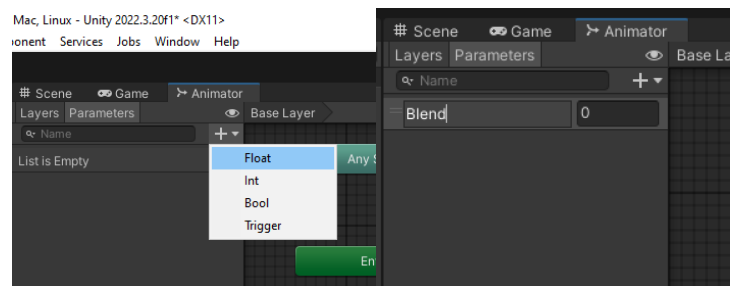 Mac, Linux - Unity 2022.3.20f1* <DX11>
onent Services Jobs Window Help
# Scene Game Animator
Layers Parameters Base Layer
Name
List is Empty
Float
Int
Bool
Trigger
Any S
En
# Scene Game Animator
Layers Parameters Base La
Name
Blend 0